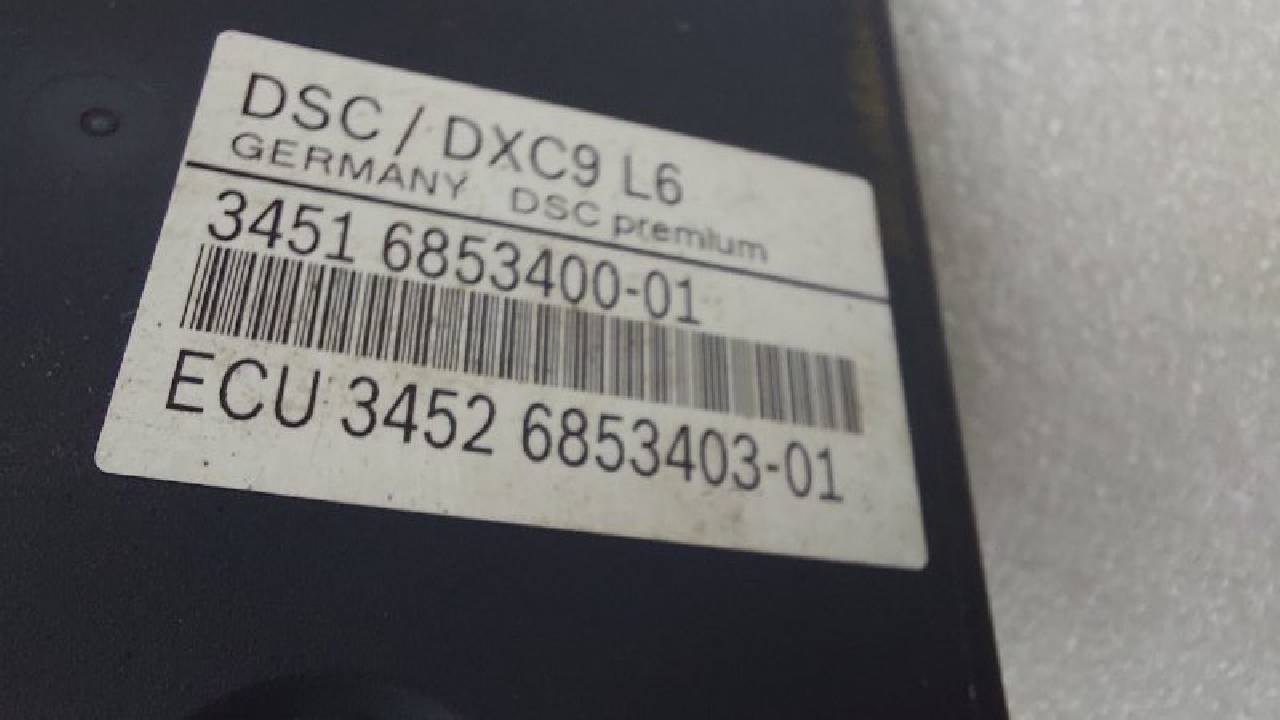 DSC / DXC9 L6
GERMANY DSC premium
3451 6853400-01
ECU 3452 6853403-01